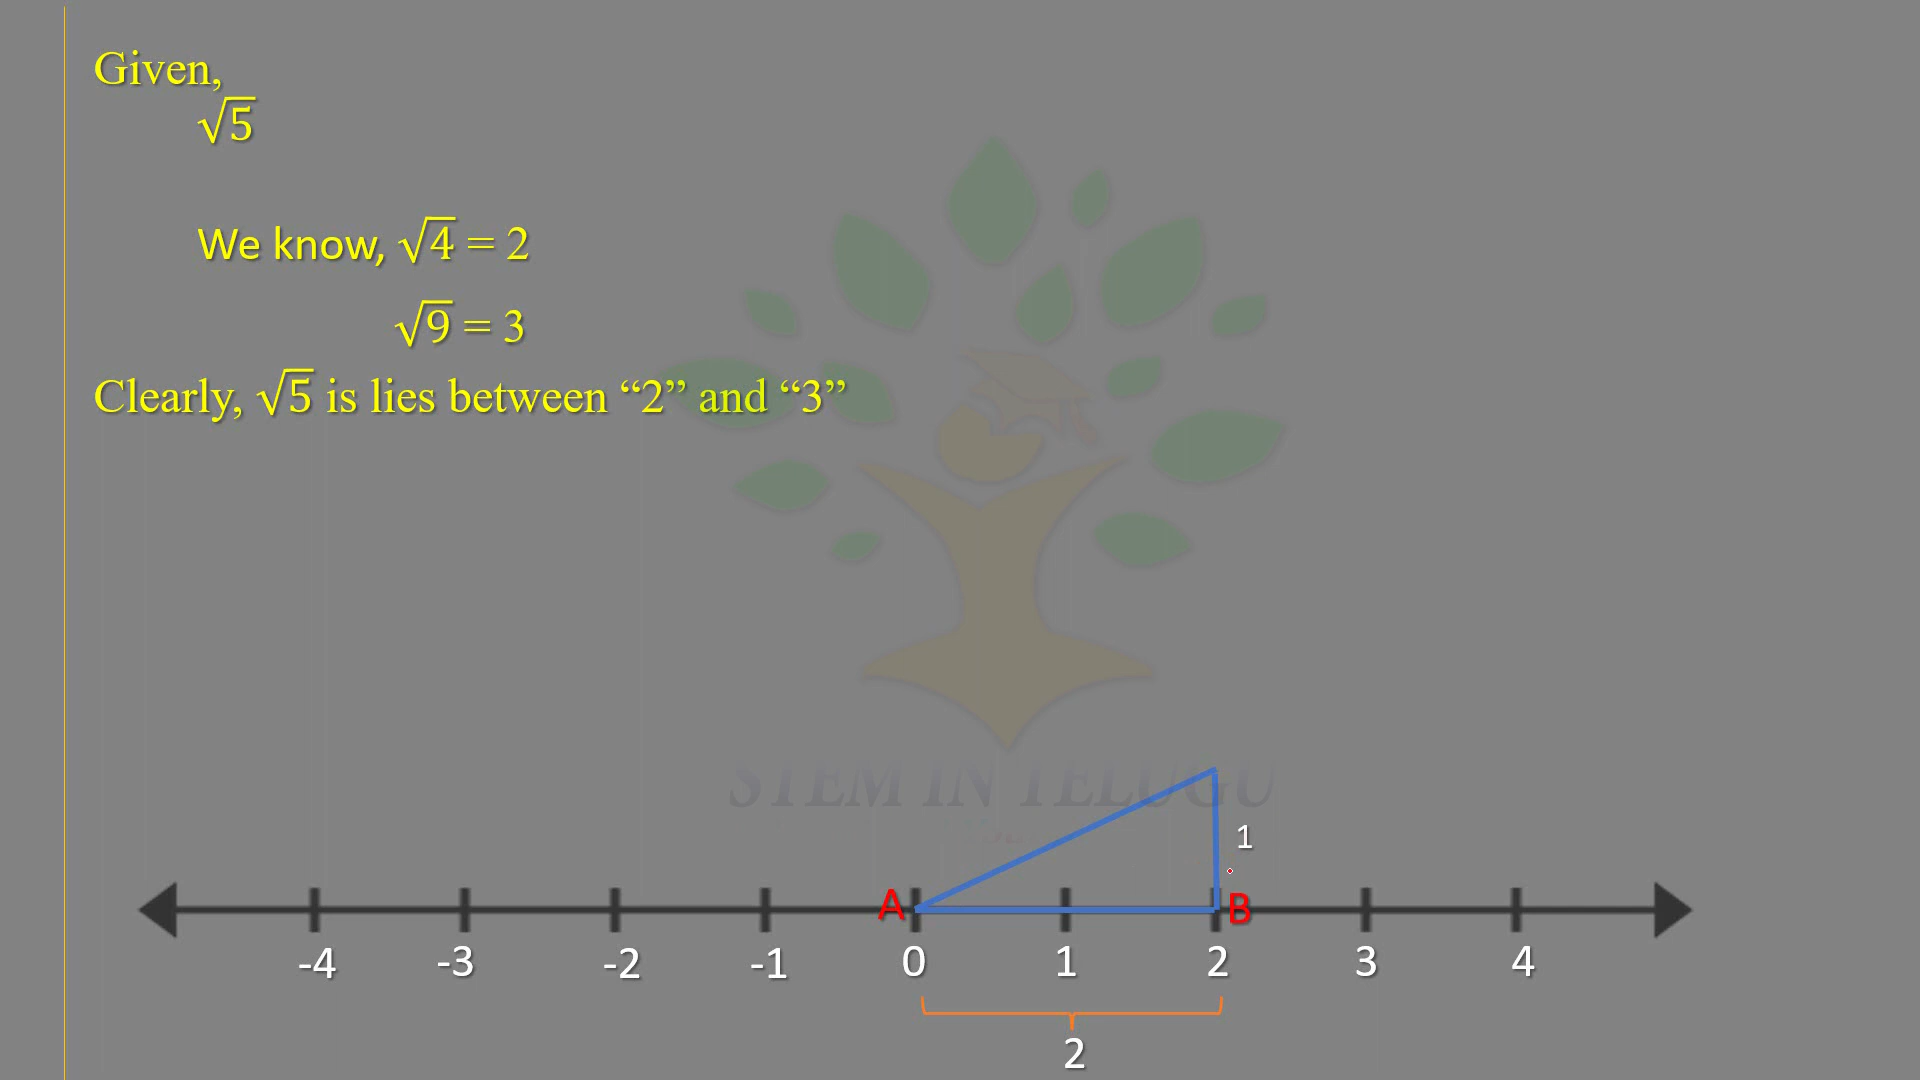 Given,
√5
We know, √4 = 2
√9 = 3
Clearly, √5 is lies between “2” and “3”
STEM IN TELUGU
1
A B
-4 -3 -2 -1 0 1 2 3 4
2